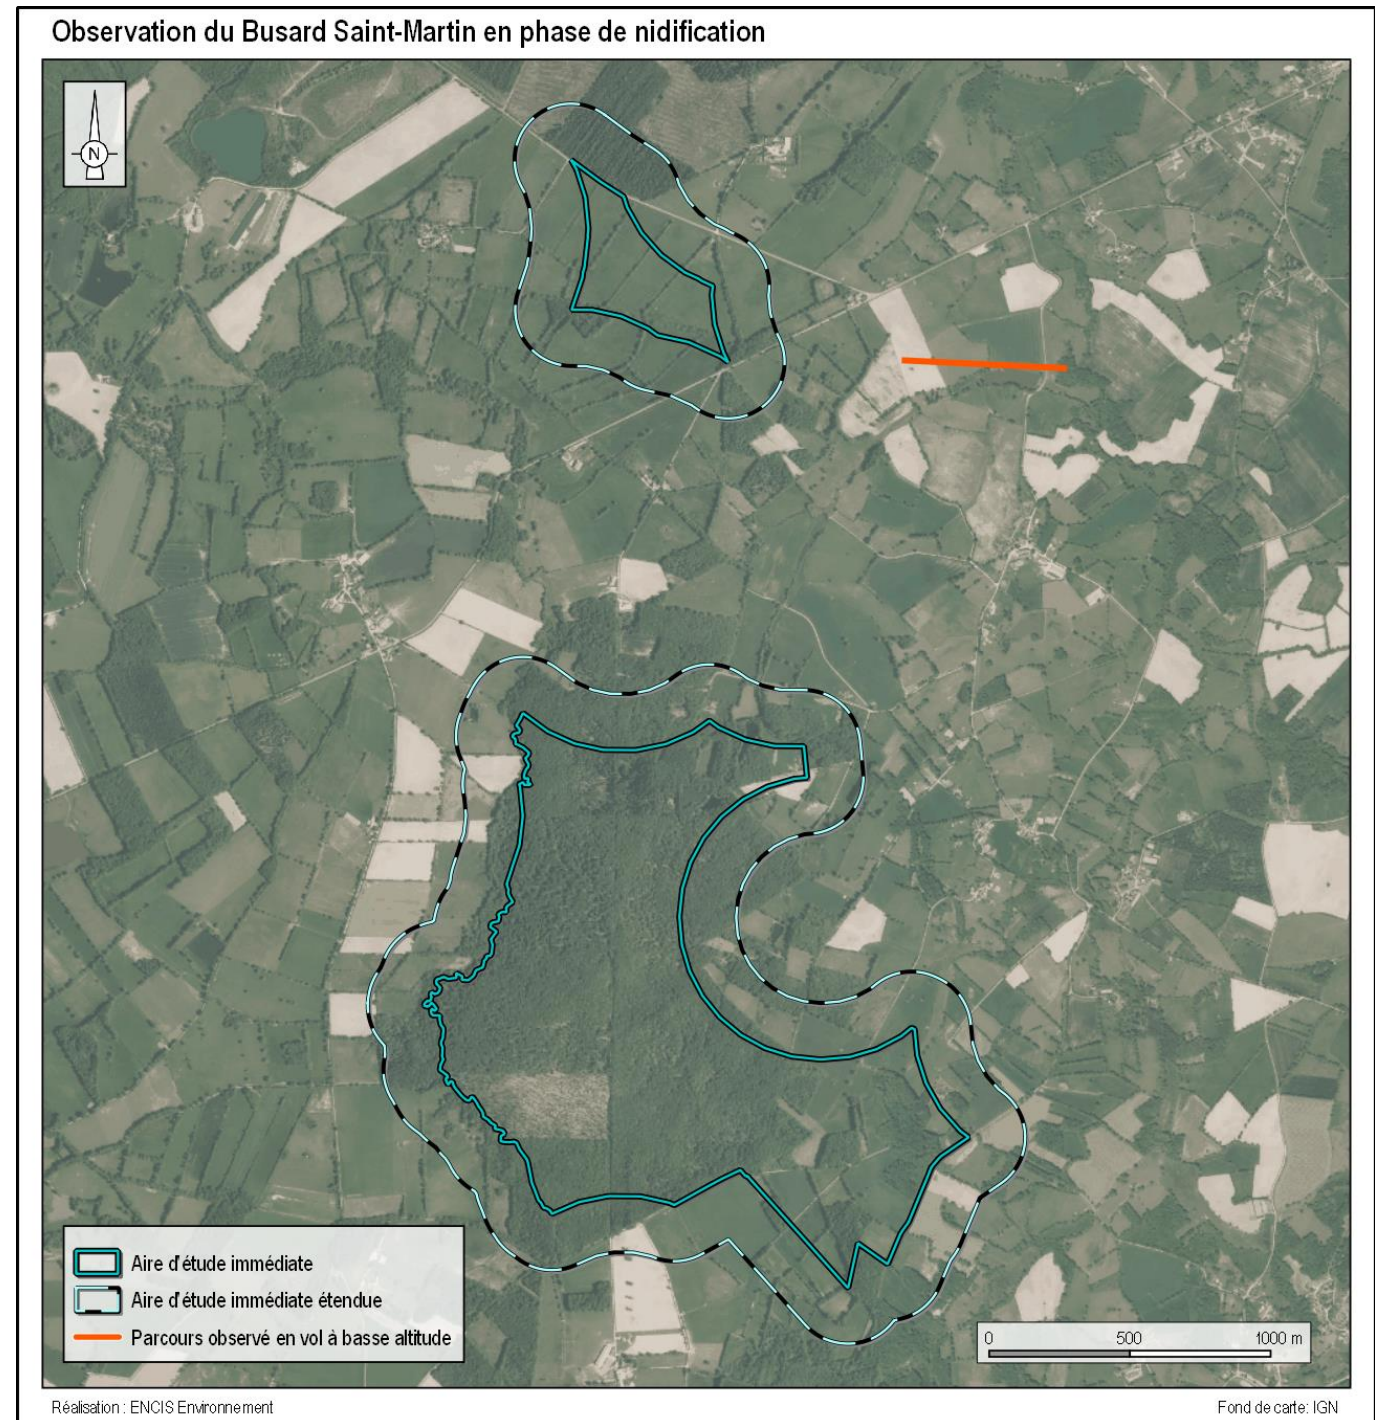 Observation du Busard Saint-Martin en phase de nidification
N
Aire d'étude immédiate
Aire d'étude immédiate étendue
Parcours observé en vol à basse altitude
0 500 1000 m
Réalisation : ENCIS Environnement
Fond de carte: IGN